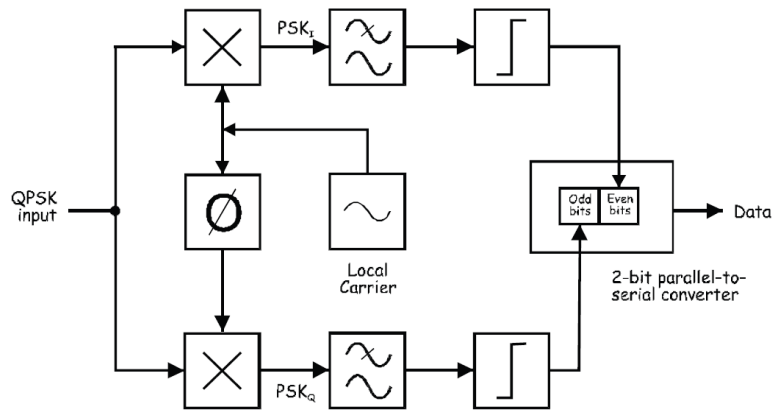 PSK_I
QPSK
input
Ø
Odd
bits
Even
bits
Data
Local
Carrier
2-bit parallel-to-
serial converter
PSK_Q